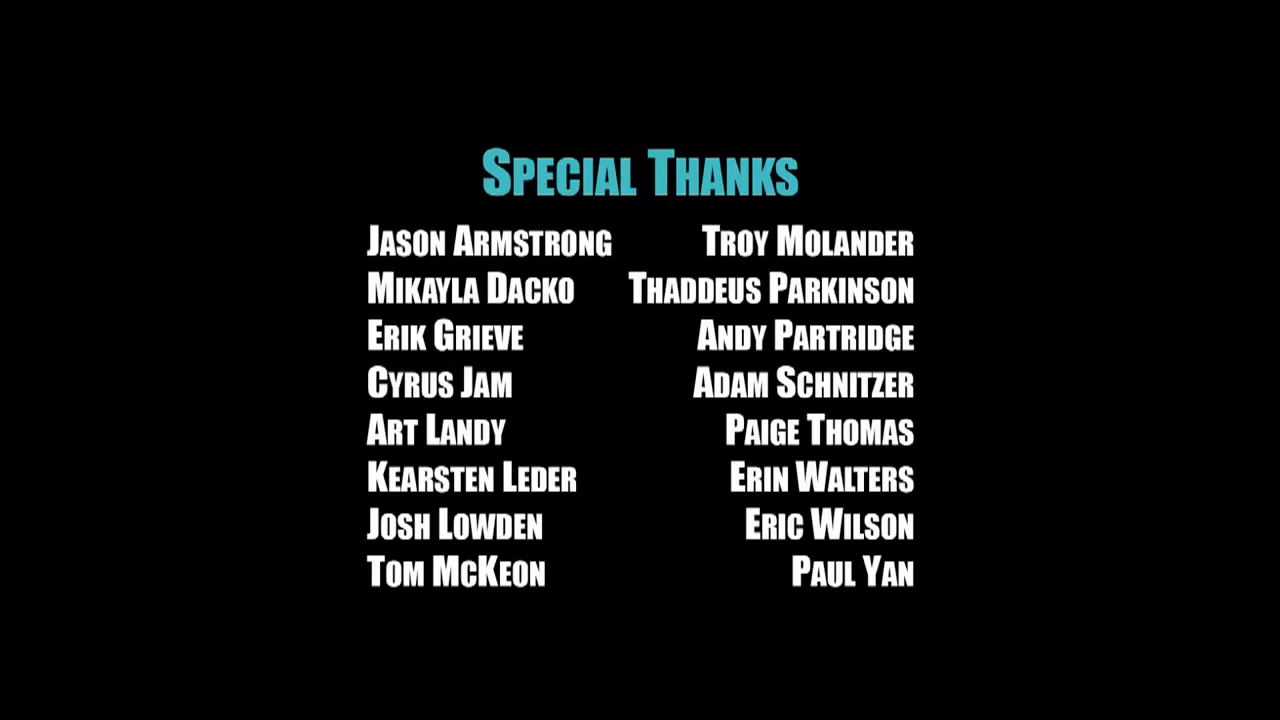 Special Thanks
Jason Armstrong Troy Molander
Mikayla Dacko Thaddeus Parkinson
Erik Grieve Andy Partridge
Cyrus Jam Adam Schnitzer
Art Landy Paige Thomas
Kearsten Leder Erin Walters
Josh Lowden Eric Wilson
Tom McKeon Paul Yan